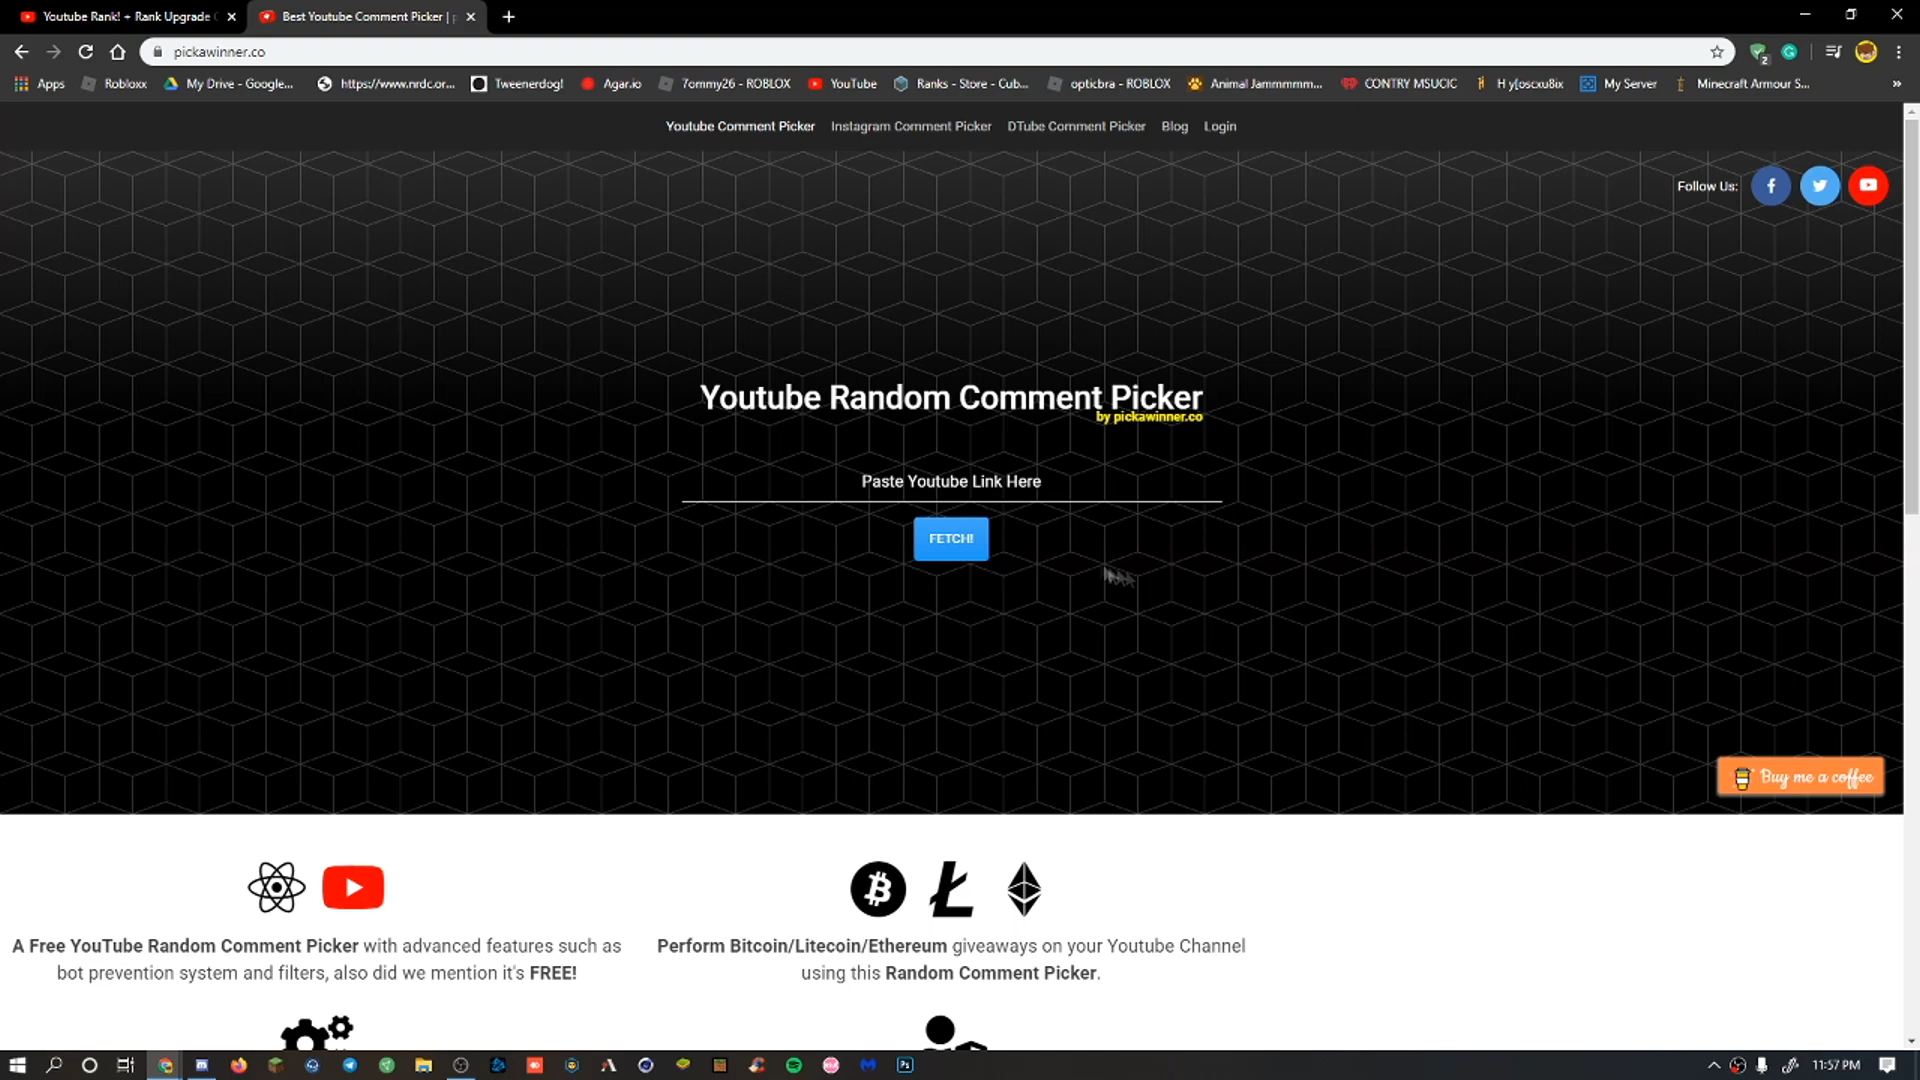 Youtube Rank! + Rank Upgrade
Best Youtube Comment Picker |
pickawinner.co
2
Apps
Robloxx
My Drive - Google...
https://www.nrdc.or...
Tweenerdog!
Agar.io
7ommy26 - ROBLOX
YouTube
Ranks - Store - Cub...
opticbra - ROBLOX
Animal Jammmmm...
CONTRY MSUCIC
H y[oscxu8ix
My Server
Minecraft Armour S...
»
Youtube Comment Picker
Instagram Comment Picker
DTube Comment Picker
Blog
Login
Follow Us:
Youtube Random Comment Picker
by pickawinner.co
Paste Youtube Link Here
FETCH!
Buy me a coffee
A Free YouTube Random Comment Picker with advanced features such as
bot prevention system and filters, also did we mention it's FREE!
Perform Bitcoin/Litecoin/Ethereum giveaways on your Youtube Channel
using this Random Comment Picker.
Ps
11:57 PM